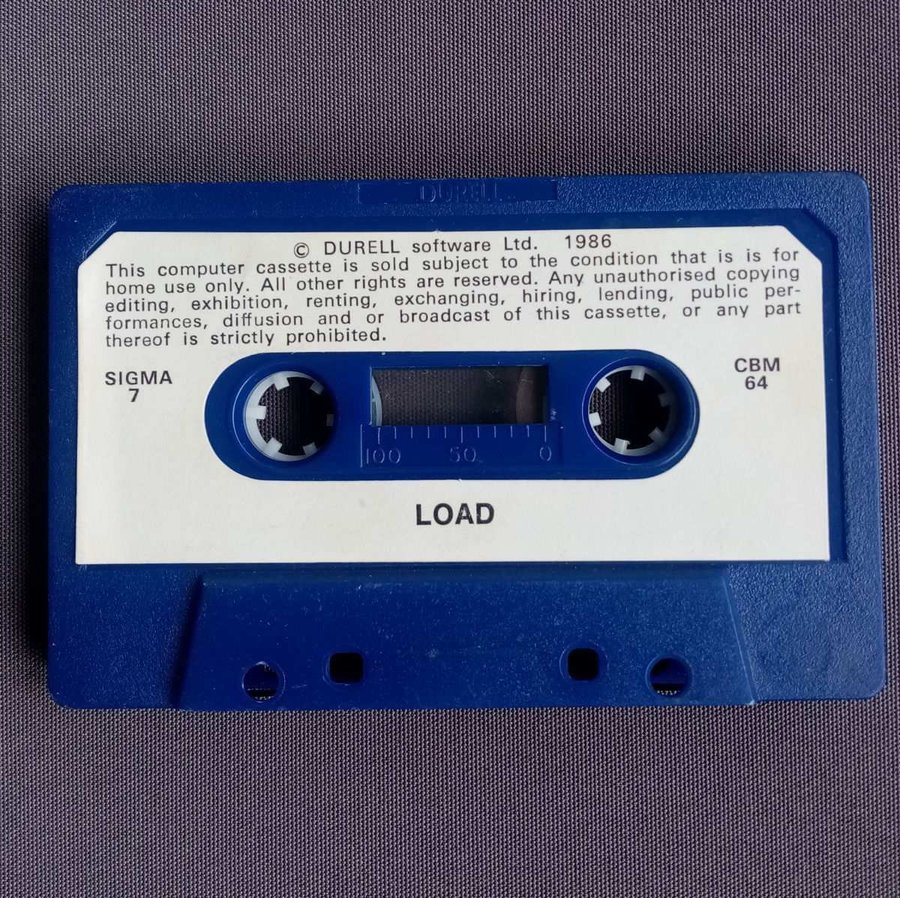 DURELL
© DURELL software Ltd. 1986
This computer cassette is sold subject to the condition that is is for
home use only. All other rights are reserved. Any unauthorised copying
editing, exhibition, renting, exchanging, hiring, lending, public per-
formances, diffusion and or broadcast of this cassette, or any part
thereof is strictly prohibited.
SIGMA
7
CBM
64
100 50 0
LOAD